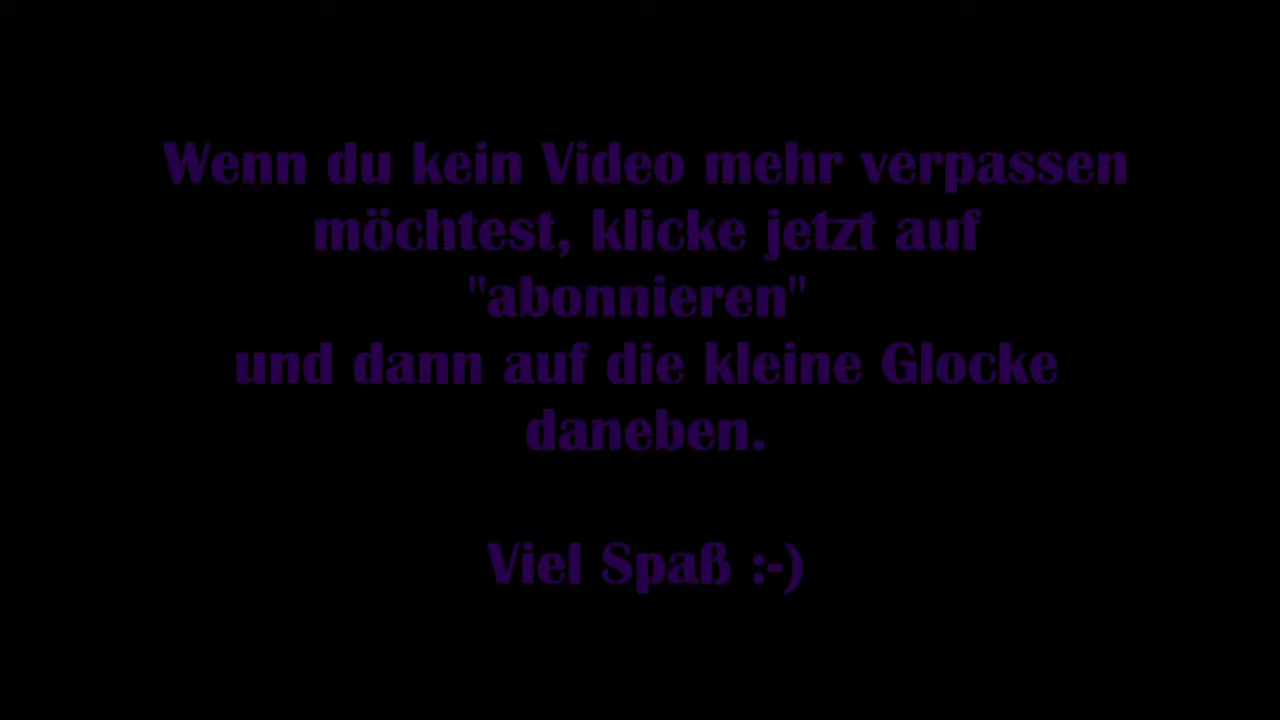 Wenn du kein Video mehr verpassen
möchtest, klicke jetzt auf
"abonnieren"
und dann auf die kleine Glocke
daneben.
Viel Spaß :-)